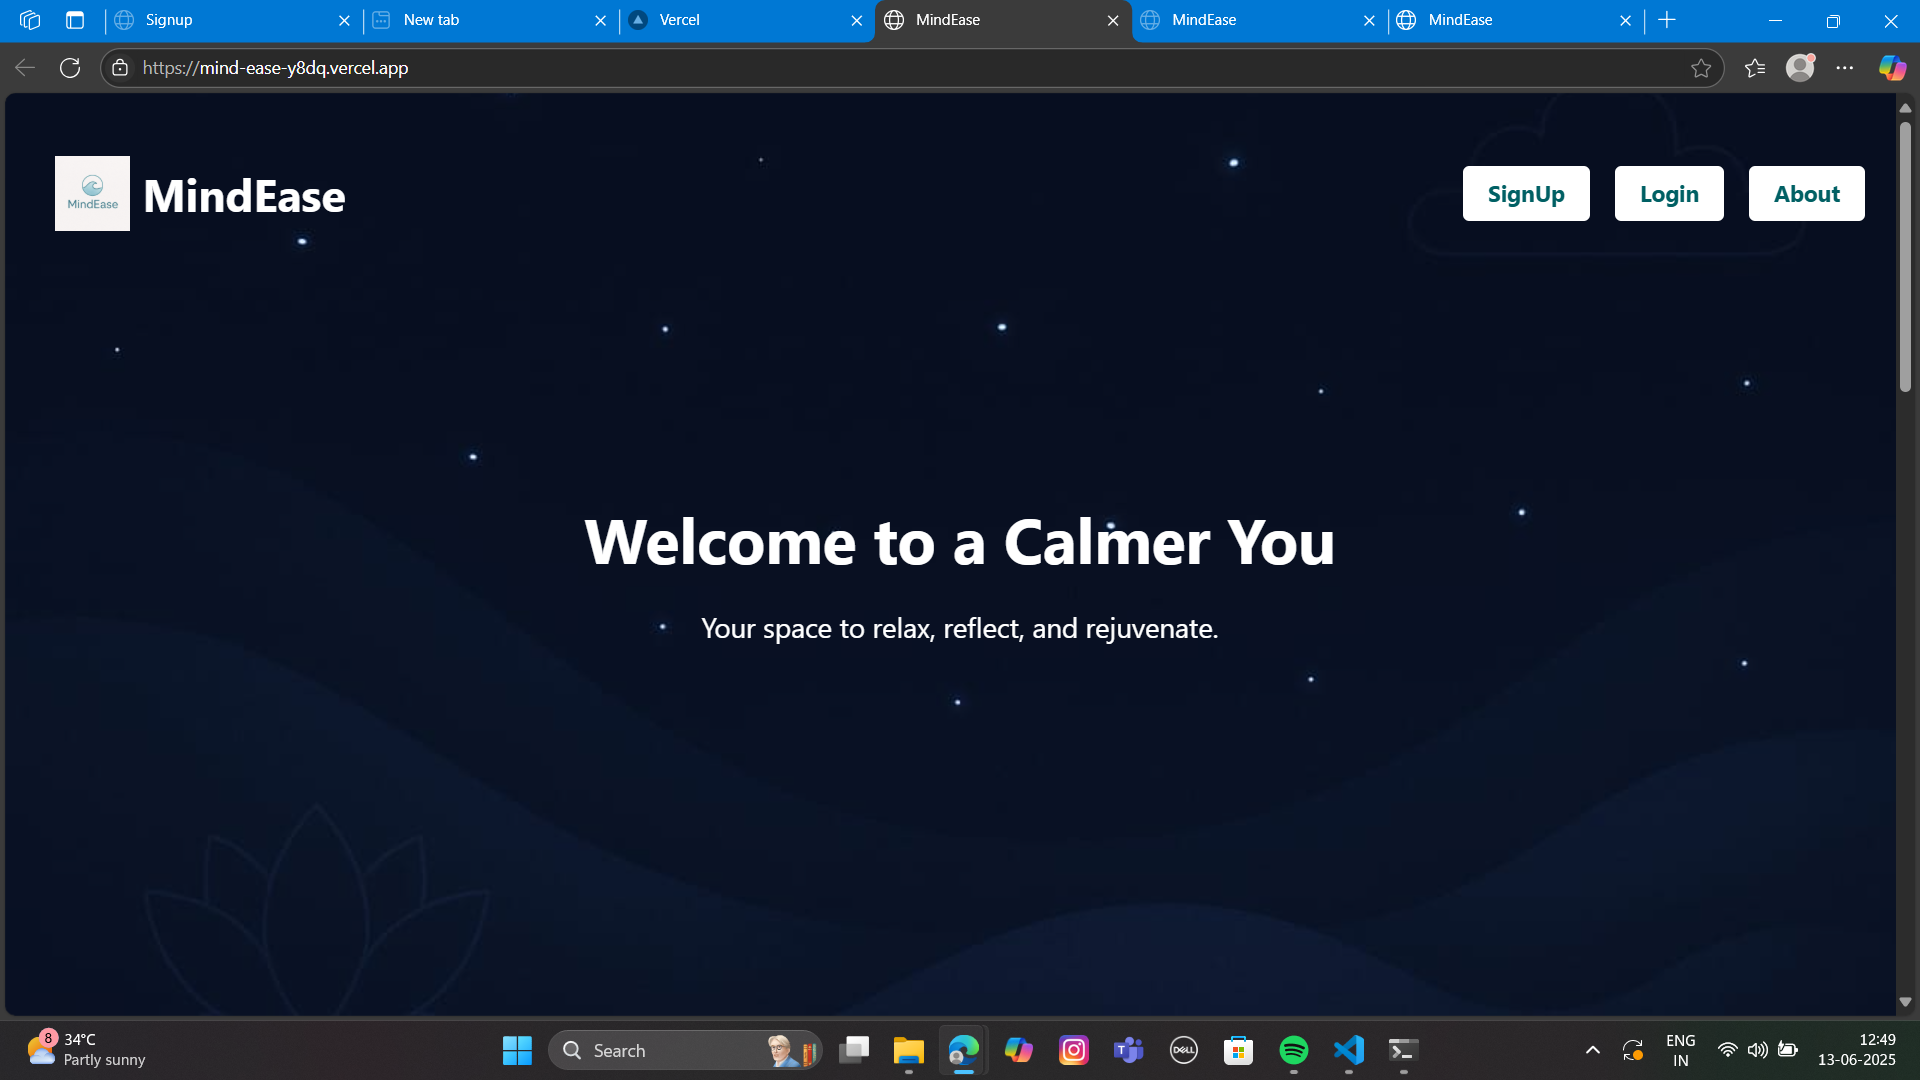 Signup
New tab
Vercel
MindEase
MindEase
MindEase
https://mind-ease-y8dq.vercel.app
MindEase
MindEase
SignUp
Login
About
Welcome to a Calmer You
Your space to relax, reflect, and rejuvenate.
8
34°C
Partly sunny
Search
T
DELL
ENG
IN
12:49
13-06-2025